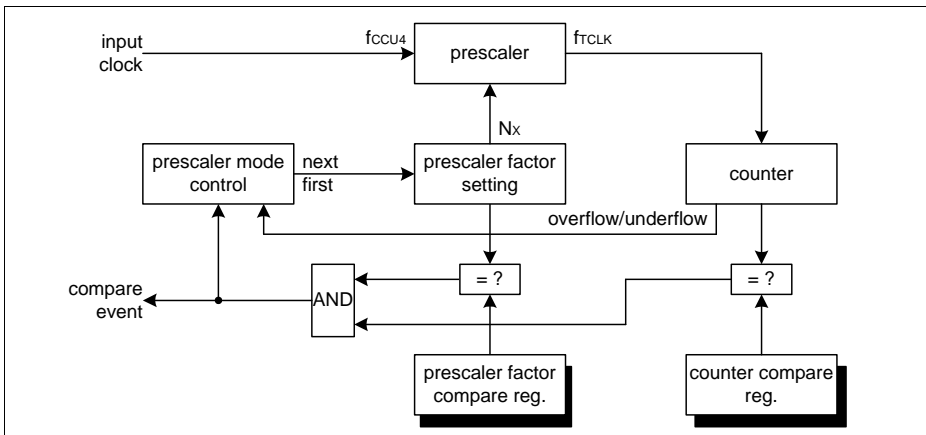 input
clock
fCCU4
prescaler
fTCLK
Nx
prescaler mode
control
next
first
prescaler factor
setting
counter
overflow/underflow
compare
event
AND
= ?
= ?
prescaler factor
compare reg.
counter compare
reg.